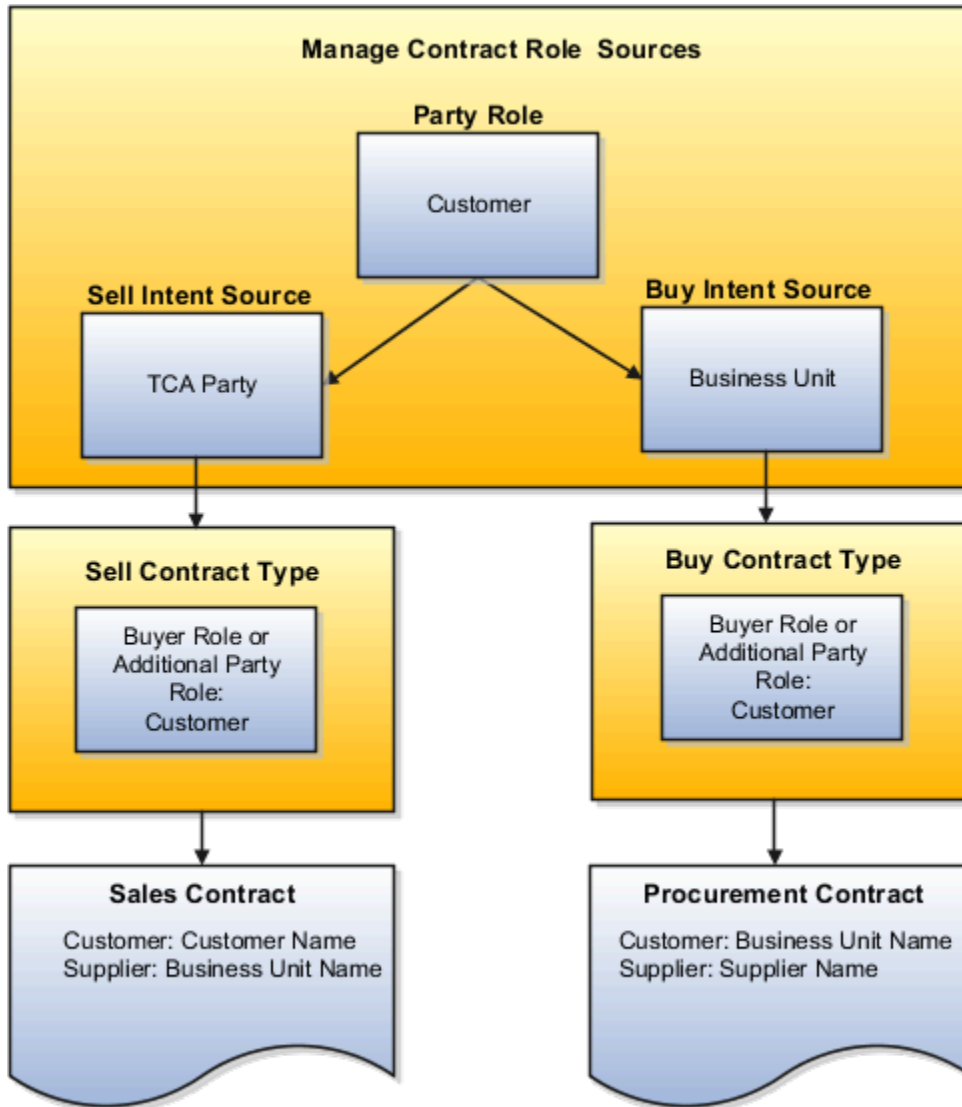 Manage Contract Role  Sources
Party Role
Customer
Sell Intent Source
Buy Intent Source
TCA Party
Business Unit
Sell Contract Type
Buyer Role or
Additional Party
Role:
Customer
Buy Contract Type
Buyer Role or
Additional Party
Role:
Customer
Sales Contract
Customer: Customer Name
Supplier: Business Unit Name
Procurement Contract
Customer: Business Unit Name
Supplier: Supplier Name